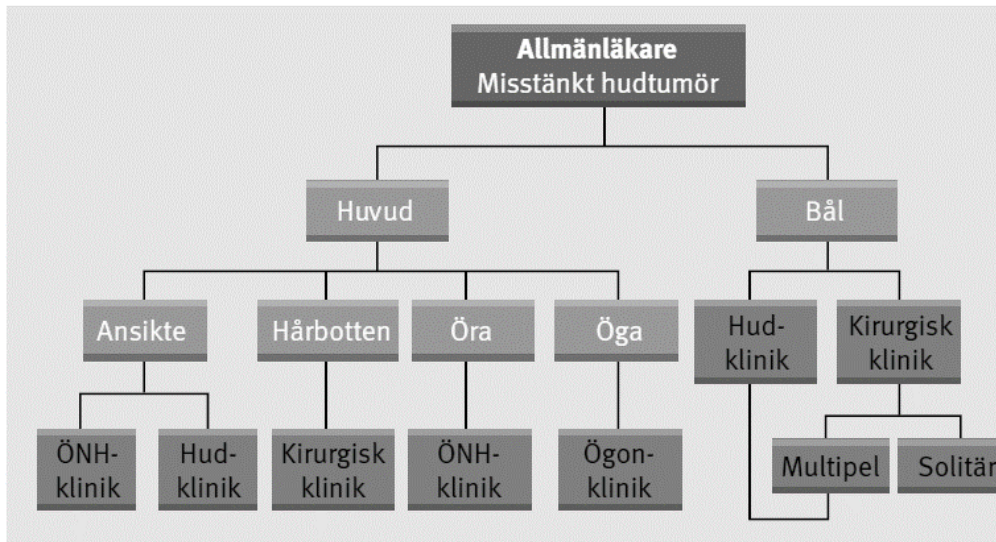 Allmänläkare
Misstänkt hudtumör
Huvud
Bål
Ansikte
Hårbotten
Öra
Öga
Hud-
klinik
Kirurgisk
klinik
ÖNH-
klinik
Hud-
klinik
Kirurgisk
klinik
ÖNH-
klinik
Ögon-
klinik
Multipel
Solitär